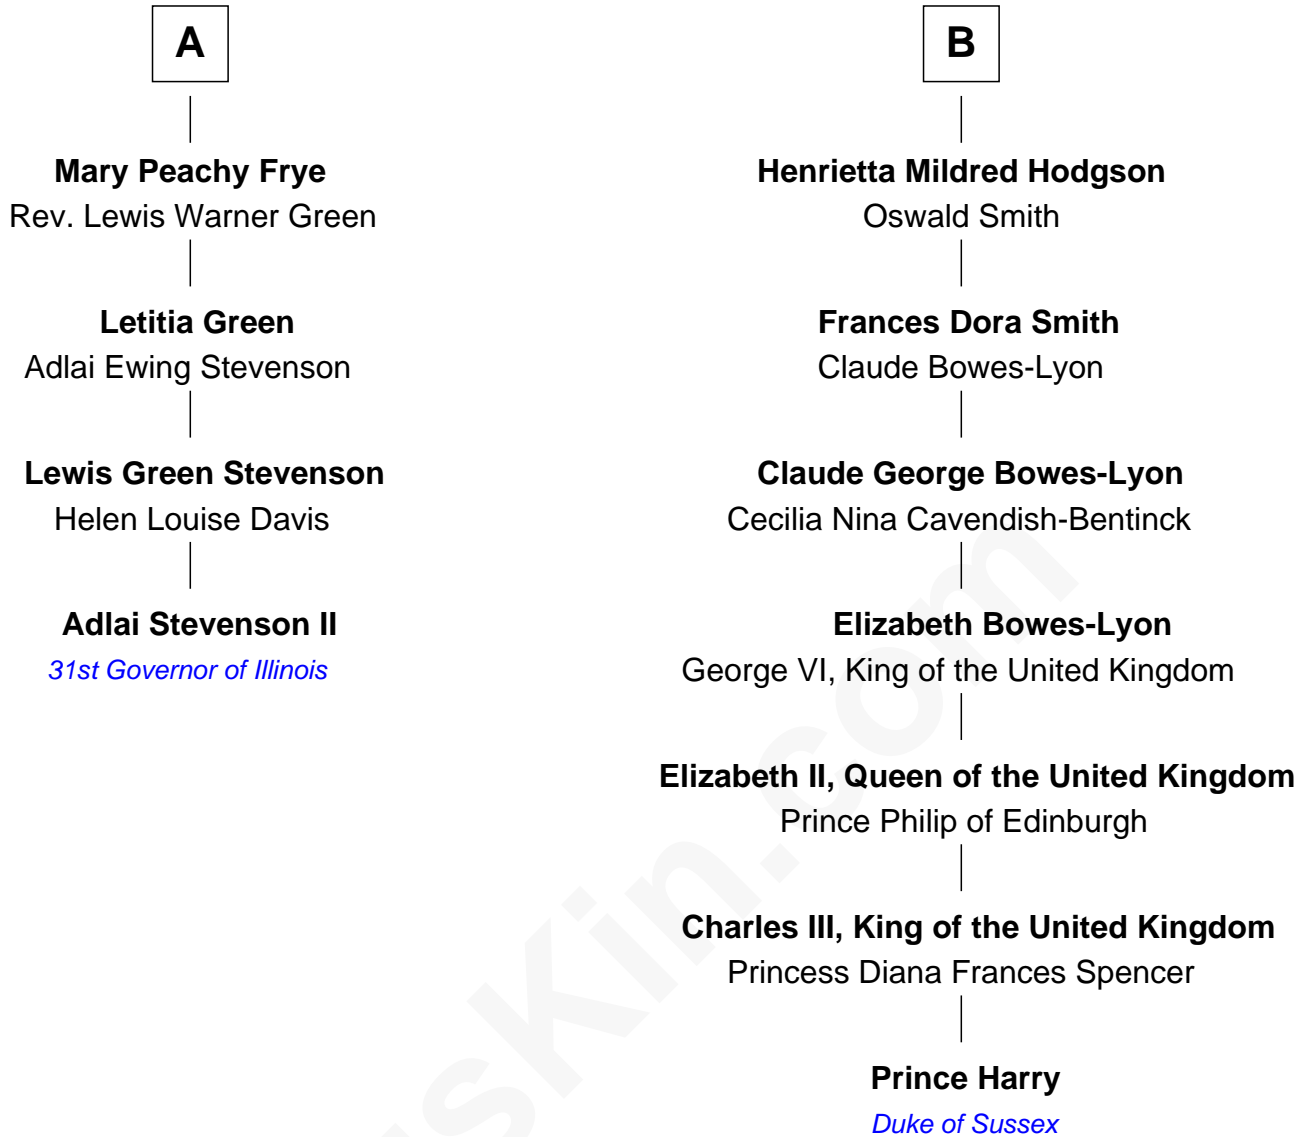 A
Mary Peachy Frye
Rev. Lewis Warner Green
Letitia Green
Adlai Ewing Stevenson
Lewis Green Stevenson
Helen Louise Davis
Adlai Stevenson II
31st Governor of Illinois
B
Henrietta Mildred Hodgson
Oswald Smith
Frances Dora Smith
Claude Bowes-Lyon
Claude George Bowes-Lyon
Cecilia Nina Cavendish-Bentinck
Elizabeth Bowes-Lyon
George VI, King of the United Kingdom
Elizabeth II, Queen of the United Kingdom
Prince Philip of Edinburgh
Charles III, King of the United Kingdom
Princess Diana Frances Spencer
Prince Harry
Duke of Sussex